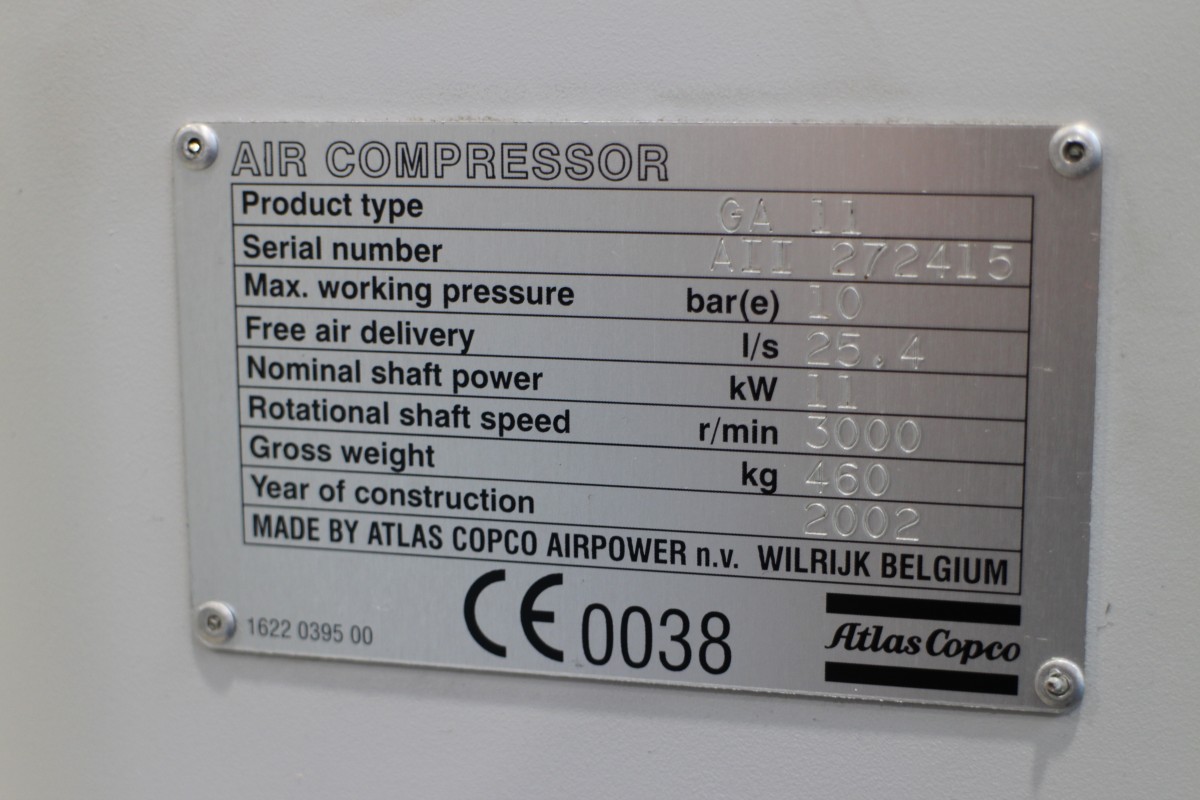 AIR COMPRESSOR
Product type GA 11
Serial number AII 272415
Max. working pressure bar(e) 10
Free air delivery l/s 25.4
Nominal shaft power kW 11
Rotational shaft speed r/min 3000
Gross weight kg 460
Year of construction 2002
MADE BY ATLAS COPCO AIRPOWER n.v. WILRIJK BELGIUM
1622 0395 00 CE 0038 Atlas Copco